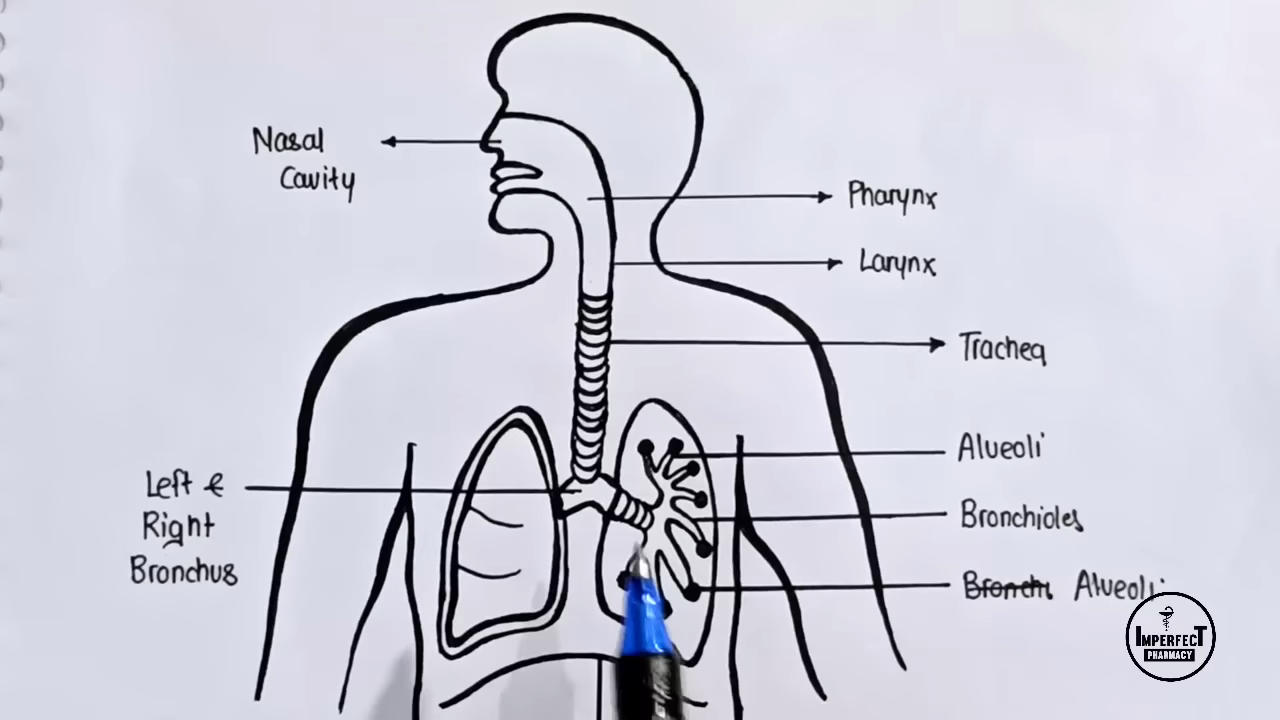 Nasal
Cavity
Pharynx
Larynx
Trachea
Alveoli
Left &
Right
Bronchus
Bronchioles
Bronchi Alveoli
IMPERFECT
PHARMACY